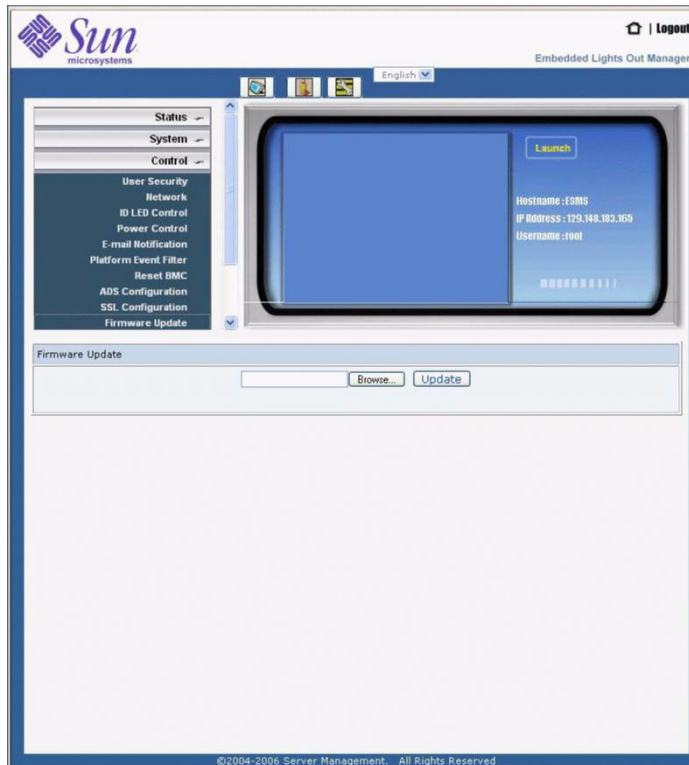 Sun
microsystems
| Logout
Embedded Lights Out Manager
English
Status
System
Control
User Security
Network
ID LED Control
Power Control
E-mail Notification
Platform Event Filter
Reset BMC
ADS Configuration
SSL Configuration
Firmware Update
Launch
Hostname :ESMS
IP Address : 129.148.183.165
Username :root
Firmware Update
Browse...
Update
©2004-2006 Server Management. All Rights Reserved